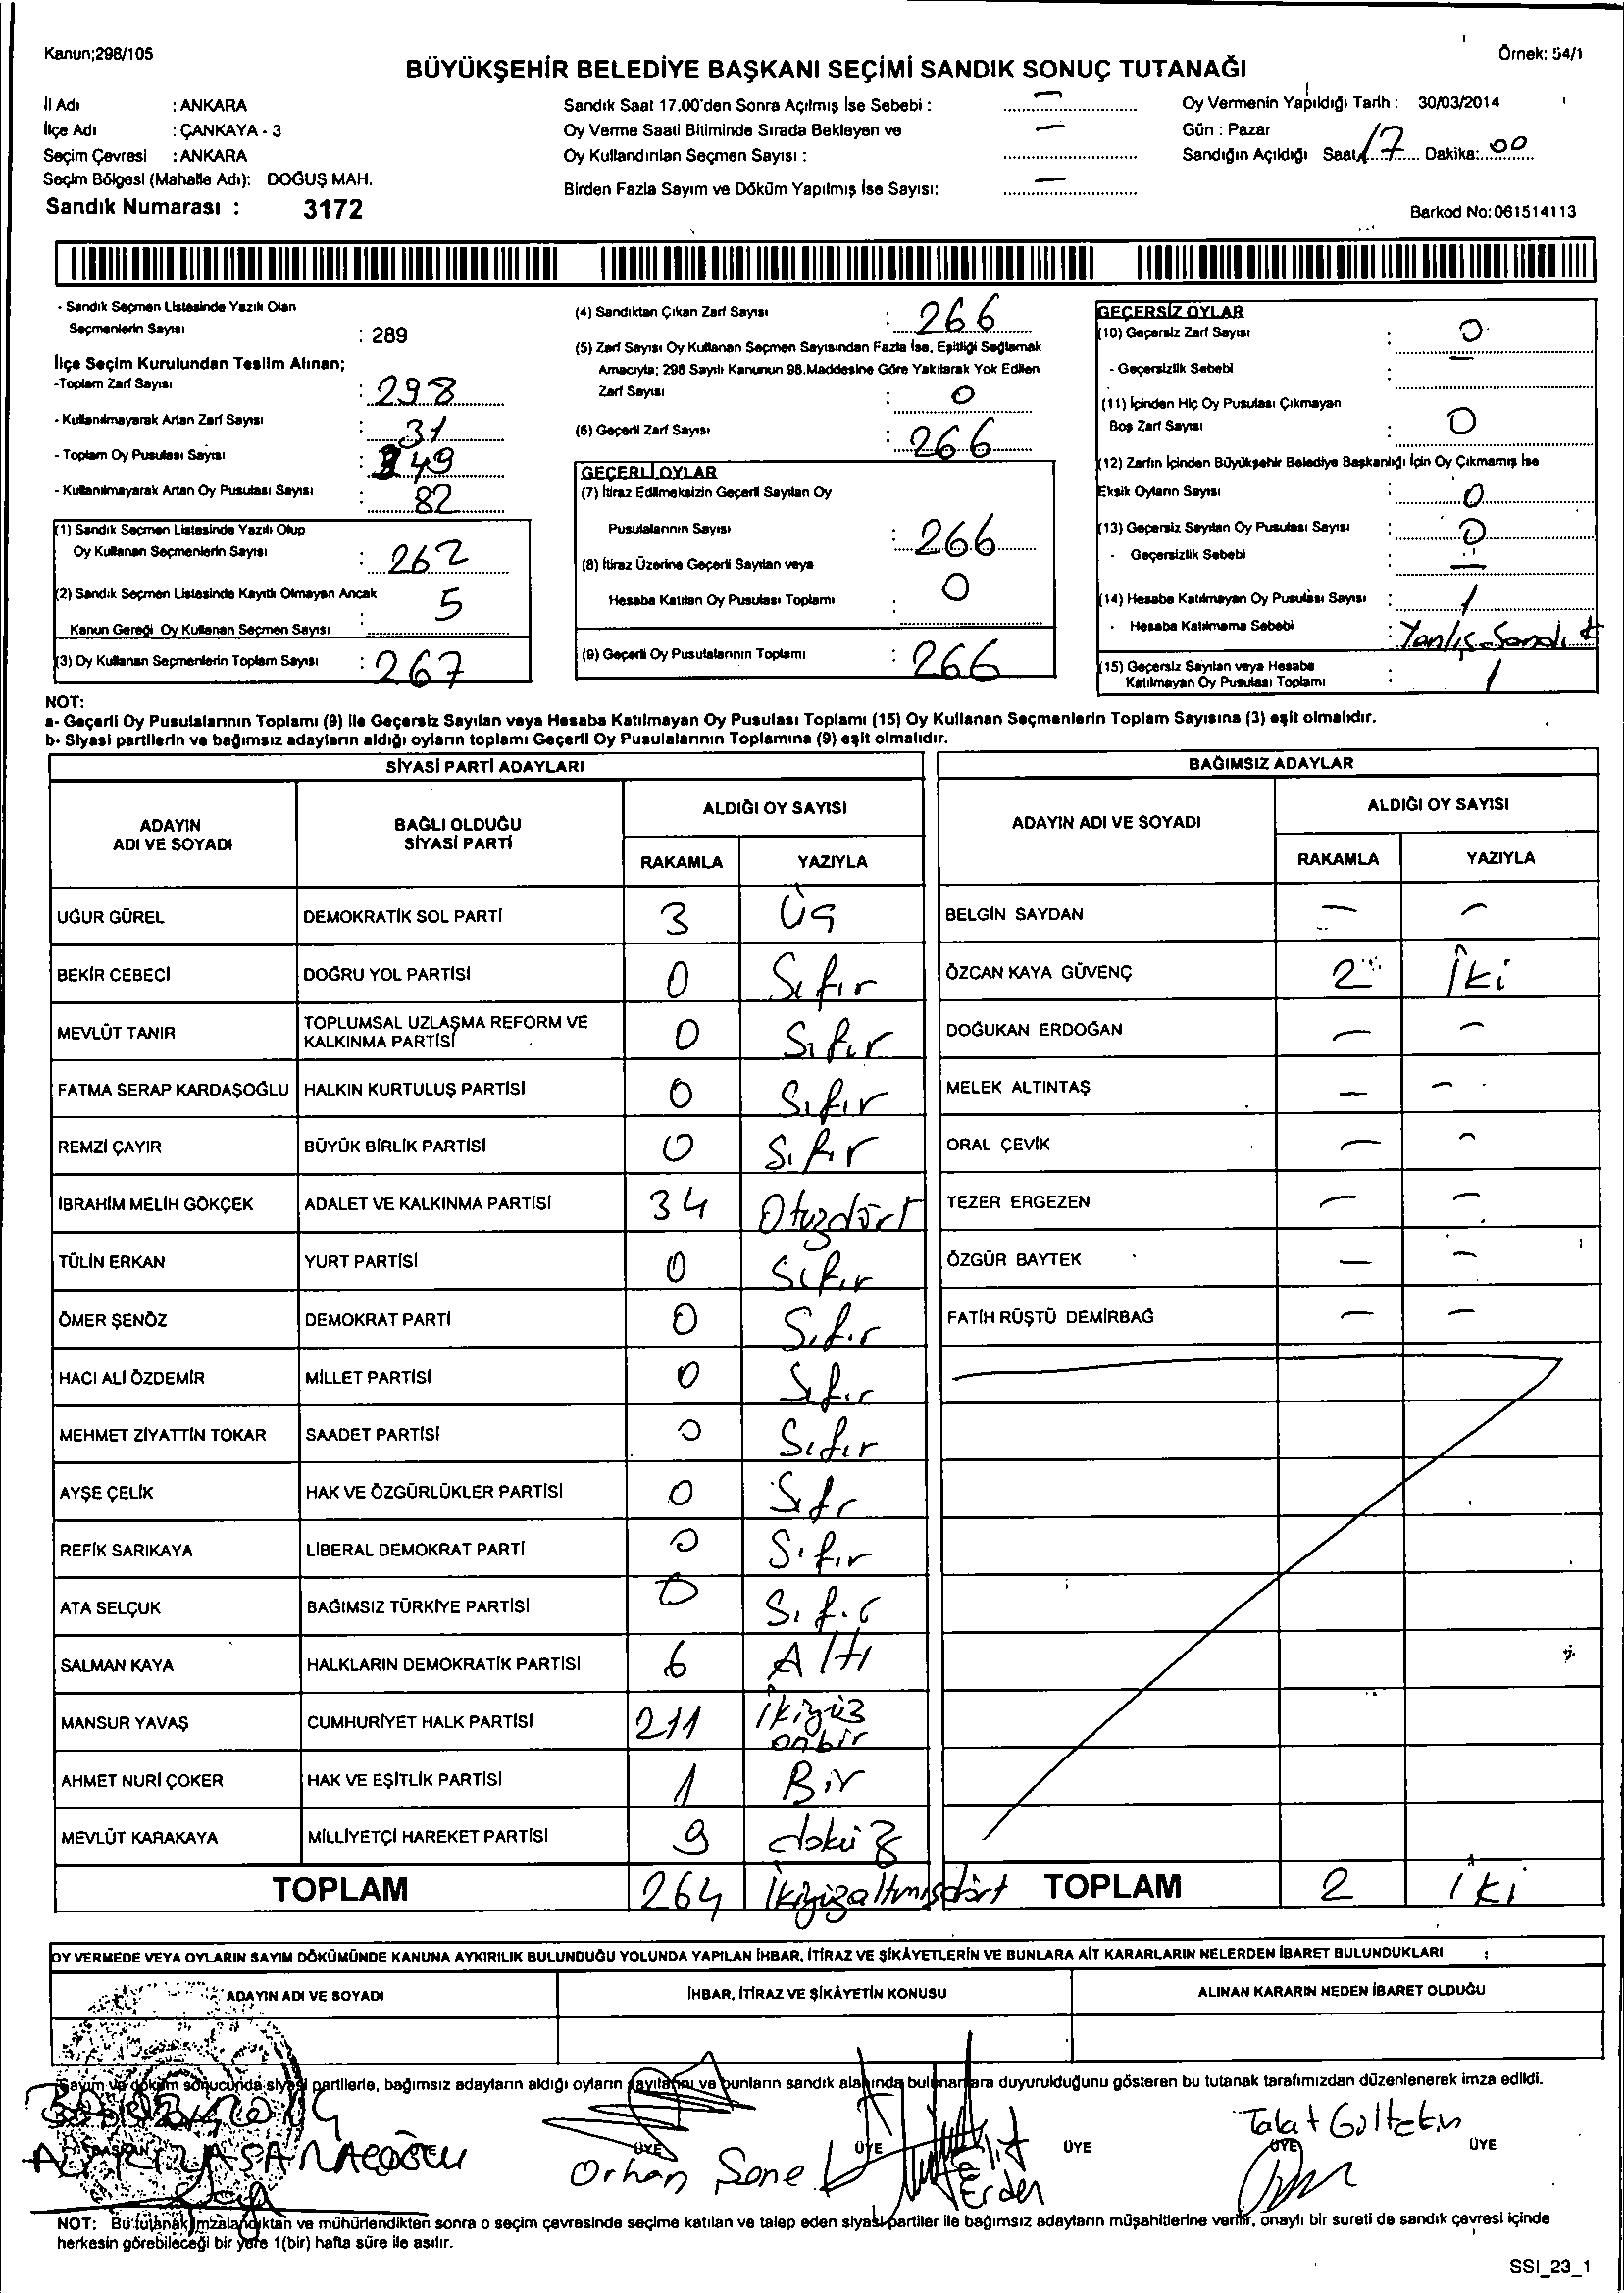 Kanun;298/105
Örnek: 54/1
BÜYÜKŞEHİR BELEDİYE BAŞKANI SEÇİMİ SANDIK SONUÇ TUTANAĞI
İl Adı : ANKARA
İlçe Adı : ÇANKAYA - 3
Seçim Çevresi : ANKARA
Seçim Bölgesi (Mahalle Adı): DOĞUŞ MAH.
Sandık Numarası : 3172
Sandık Saat 17.00'den Sonra Açılmış İse Sebebi : —
Oy Verme Saati Bitiminde Sırada Bekleyen ve —
Oy Kullandırılan Seçmen Sayısı :
Birden Fazla Sayım ve Döküm Yapılmış İse Sayısı: —
Oy Vermenin Yapıldığı Tarih : 30/03/2014
Gün : Pazar
Sandığın Açıldığı Saat 17 Dakika: 00
Barkod No:061514113
- Sandık Seçmen Listesinde Yazılı Olan
Seçmenlerin Sayısı : 289
İlçe Seçim Kurulundan Teslim Alınan;
-Toplam Zarf Sayısı : 298
- Kullanılmayarak Artan Zarf Sayısı : 31
- Toplam Oy Pusulası Sayısı : 349
- Kullanılmayarak Artan Oy Pusulası Sayısı : 82
(1) Sandık Seçmen Listesinde Yazılı Olup
Oy Kullanan Seçmenlerin Sayısı : 262
(2) Sandık Seçmen Listesinde Kayıtlı Olmayan Ancak
Kanun Gereği Oy Kullanan Seçmen Sayısı : 5
(3) Oy Kullanan Seçmenlerin Toplam Sayısı : 267
(4) Sandıktan Çıkan Zarf Sayısı : 266
(5) Zarf Sayısı Oy Kullanan Seçmen Sayısından Fazla İse, Eşitliği Sağlamak
Amacıyla; 298 Sayılı Kanunun 98.Maddesine Göre Yakılarak Yok Edilen
Zarf Sayısı : 0
(6) Geçerli Zarf Sayısı : 266
GEÇERLİ OYLAR
(7) İtiraz Edilmeksizin Geçerli Sayılan Oy
Pusulalarının Sayısı : 266
(8) İtiraz Üzerine Geçerli Sayılan veya
Hesaba Katılan Oy Pusulası Toplamı : 0
(9) Geçerli Oy Pusulalarının Toplamı : 266
GEÇERSİZ OYLAR
(10) Geçersiz Zarf Sayısı : 0
- Geçersizlik Sebebi : —
(11) İçinden Hiç Oy Pusulası Çıkmayan
Boş Zarf Sayısı : 0
(12) Zarfın İçinden Büyükşehir Belediye Başkanlığı İçin Oy Çıkmamış İse
Eksik Oyların Sayısı : 0
(13) Geçersiz Sayılan Oy Pusulası Sayısı : 0
- Geçersizlik Sebebi : —
(14) Hesaba Katılmayan Oy Pusulası Sayısı : 1
- Hesaba Katılmama Sebebi : Yanlış Sandık
(15) Geçersiz Sayılan veya Hesaba
Katılmayan Oy Pusulası Toplamı : 1
NOT:
a- Geçerli Oy Pusulalarının Toplamı (9) ile Geçersiz Sayılan veya Hesaba Katılmayan Oy Pusulası Toplamı (15) Oy Kullanan Seçmenlerin Toplam Sayısına (3) eşit olmalıdır.
b- Siyasi partilerin ve bağımsız adayların aldığı oyların toplamı Geçerli Oy Pusulalarının Toplamına (9) eşit olmalıdır.
SİYASİ PARTİ ADAYLARI
ADAYIN ADI VE SOYADI BAĞLI OLDUĞU SİYASİ PARTİ ALDIĞI OY SAYISI
RAKAMLA YAZIYLA
UĞUR GÜREL DEMOKRATİK SOL PARTİ 3 Üç
BEKİR CEBECİ DOĞRU YOL PARTİSİ 0 Sıfır
MEVLÜT TANIR TOPLUMSAL UZLAŞMA REFORM VE KALKINMA PARTİSİ 0 Sıfır
FATMA SERAP KARDAŞOĞLU HALKIN KURTULUŞ PARTİSİ 0 Sıfır
REMZİ ÇAYIR BÜYÜK BİRLİK PARTİSİ 0 Sıfır
İBRAHİM MELİH GÖKÇEK ADALET VE KALKINMA PARTİSİ 34 Otuzdört
TÜLİN ERKAN YURT PARTİSİ 0 Sıfır
ÖMER ŞENÖZ DEMOKRAT PARTİ 0 Sıfır
HACI ALİ ÖZDEMİR MİLLET PARTİSİ 0 Sıfır
MEHMET ZİYATTİN TOKAR SAADET PARTİSİ 0 Sıfır
AYŞE ÇELİK HAK VE ÖZGÜRLÜKLER PARTİSİ 0 Sıfr
REFİK SARIKAYA LİBERAL DEMOKRAT PARTİ 0 Sıfır
ATA SELÇUK BAĞIMSIZ TÜRKİYE PARTİSİ 0 Sıfır
SALMAN KAYA HALKLARIN DEMOKRATİK PARTİSİ 6 Altı
MANSUR YAVAŞ CUMHURİYET HALK PARTİSİ 211 İkiyüz onbir
AHMET NURİ ÇOKER HAK VE EŞİTLİK PARTİSİ 1 Bir
MEVLÜT KARAKAYA MİLLİYETÇİ HAREKET PARTİSİ 9 dokuz
TOPLAM 264 İkiyüzaltmışdört
BAĞIMSIZ ADAYLAR
ADAYIN ADI VE SOYADI ALDIĞI OY SAYISI
RAKAMLA YAZIYLA
BELGİN SAYDAN — —
ÖZCAN KAYA GÜVENÇ 2 İki
DOĞUKAN ERDOĞAN — —
MELEK ALTINTAŞ — —
ORAL ÇEVİK — —
TEZER ERGEZEN — —
ÖZGÜR BAYTEK — —
FATİH RÜŞTÜ DEMİRBAĞ — —
TOPLAM 2 iki
OY VERMEDE VEYA OYLARIN SAYIM DÖKÜMÜNDE KANUNA AYKIRILIK BULUNDUĞU YOLUNDA YAPILAN İHBAR, İTİRAZ VE ŞİKÂYETLERİN VE BUNLARA AİT KARARLARIN NELERDEN İBARET BULUNDUKLARI :
ADAYIN ADI VE SOYADI İHBAR, İTİRAZ VE ŞİKÂYETİN KONUSU ALINAN KARARIN NEDEN İBARET OLDUĞU
Sayım ve döküm sonucunda siyasi partilerle, bağımsız adayların aldığı oyların sayılarını ve bunların sandık alanında bulunanlara duyurulduğunu gösteren bu tutanak tarafımızdan düzenlenerek imza edildi.
BAŞKAN
ÜYE ÜYE ÜYE ÜYE ÜYE
Orhan Şene
Erden
Talat Gültekin
NOT: Bu tutanak imzalandıktan ve mühürlendikten sonra o seçim çevresinde seçime katılan ve talep eden siyasi partiler ile bağımsız adayların müşahitlerine verilir, onaylı bir sureti de sandık çevresi içinde
herkesin görebileceği bir yere 1(bir) hafta süre ile asılır.
SSI_23_1